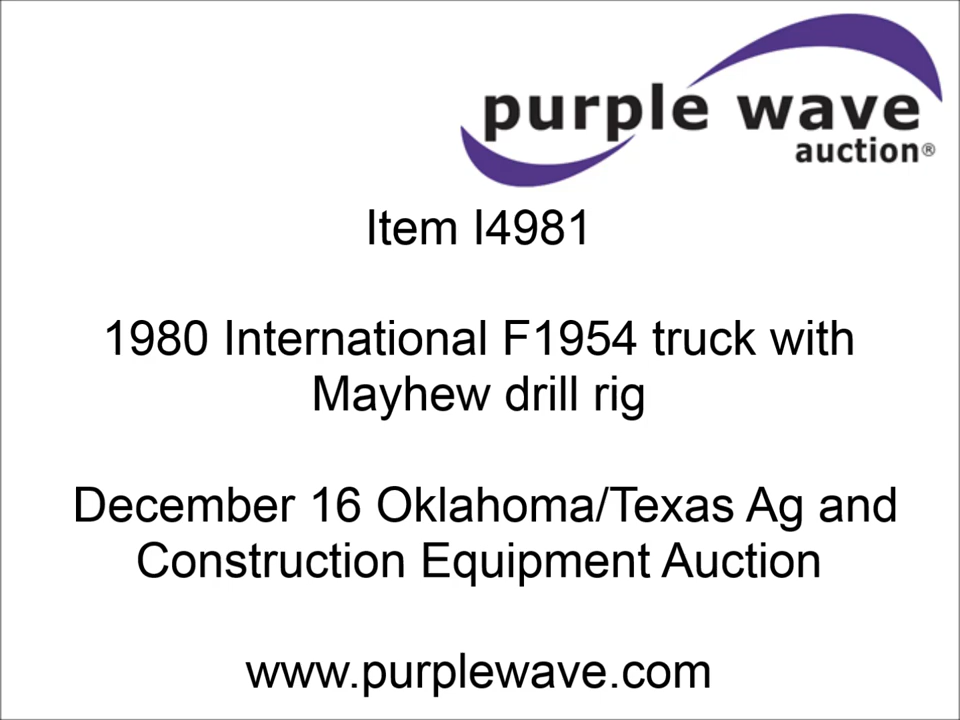 purple wave
auction®
Item I4981
1980 International F1954 truck with
Mayhew drill rig
December 16 Oklahoma/Texas Ag and
Construction Equipment Auction
www.purplewave.com